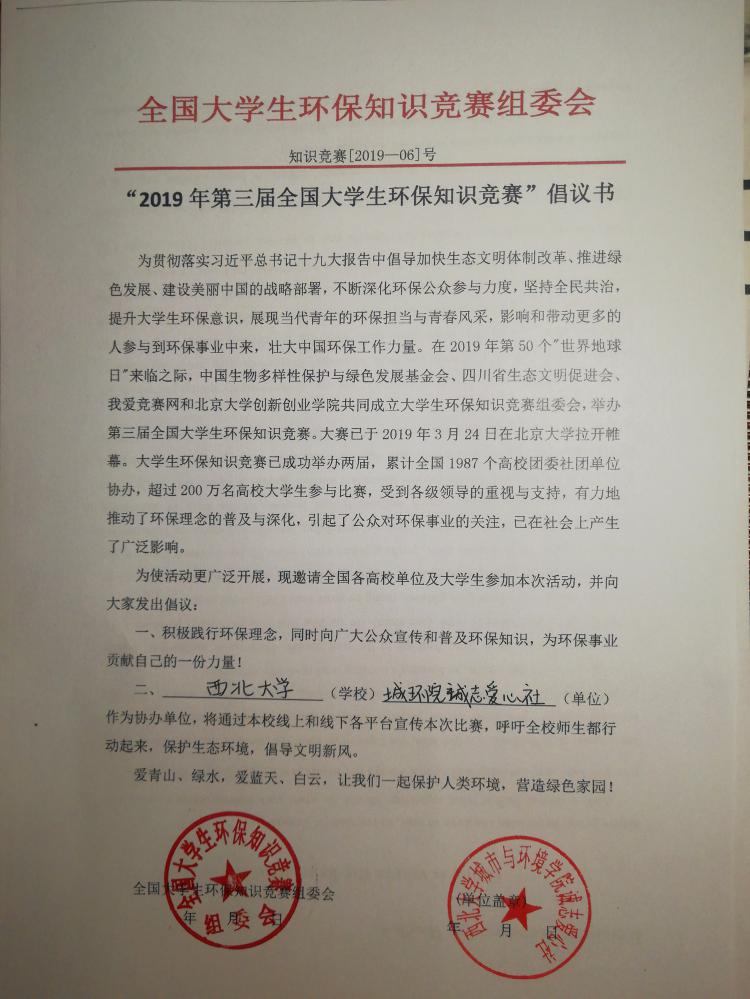 全国大学生环保知识竞赛组委会
知识竞赛[2019—06]号
“2019 年第三届全国大学生环保知识竞赛”倡议书
为贯彻落实习近平总书记十九大报告中倡导加快生态文明体制改革、推进绿
色发展、建设美丽中国的战略部署，不断深化环保公众参与力度，坚持全民共治，
提升大学生环保意识，展现当代青年的环保担当与青春风采，影响和带动更多的
人参与到环保事业中来，壮大中国环保工作力量。在 2019 年第 50 个"世界地球
日"来临之际，中国生物多样性保护与绿色发展基金会、四川省生态文明促进会、
我爱竞赛网和北京大学创新创业学院共同成立大学生环保知识竞赛组委会，举办
第三届全国大学生环保知识竞赛。大赛已于 2019 年 3 月 24 日在北京大学拉开帷
幕。大学生环保知识竞赛已成功举办两届，累计全国 1987 个高校团委社团单位
协办，超过 200 万名高校大学生参与比赛，受到各级领导的重视与支持，有力地
推动了环保理念的普及与深化，引起了公众对环保事业的关注，已在社会上产生
了广泛影响。
为使活动更广泛开展，现邀请全国各高校单位及大学生参加本次活动，并向
大家发出倡议：
一、积极践行环保理念，同时向广大公众宣传和普及环保知识，为环保事业
贡献自己的一份力量！
二、西北大学（学校）城环院誠志爱心社（单位）
作为协办单位，将通过本校线上和线下各平台宣传本次比赛，呼吁全校师生都行
动起来，保护生态环境，倡导文明新风。
爱青山、绿水，爱蓝天、白云，让我们一起保护人类环境，营造绿色家园！
全国大学生环保知识竞赛
组委会
全国大学生环保知识竞赛组委会
年 月 日
西北大学城市与环境学院诚志爱心社
（单位盖章）
年 月 日